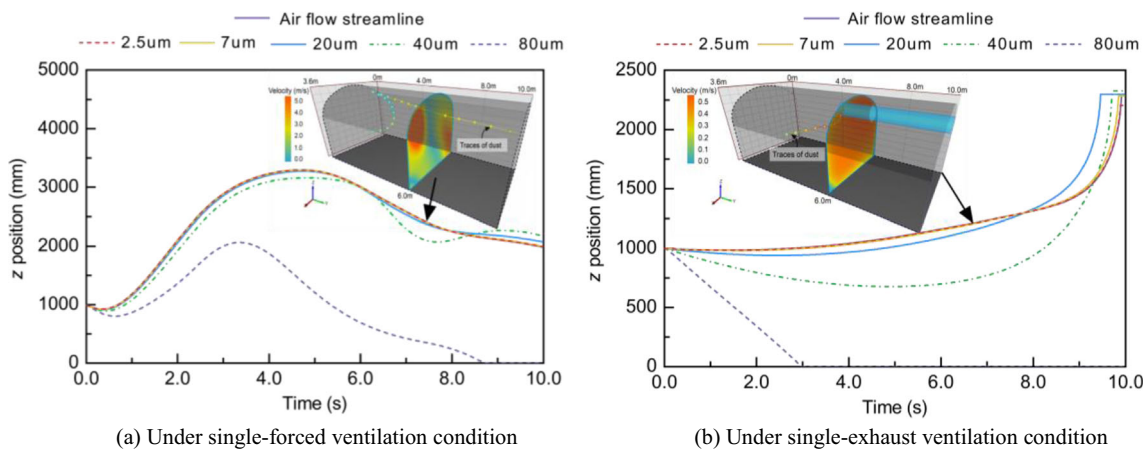 Air flow streamline
2.5um 7um 20um 40um 80um
5000
4000
3000
2000
1000
0
z position (mm)
0.0 2.0 4.0 6.0 8.0 10.0
Time (s)
Velocity (m/s)
5.0
4.0
3.0
2.0
1.0
0.0
3.6m
0m
4.0m
8.0m
10.0m
Traces of dust
6.0m
(a) Under single-forced ventilation condition
Air flow streamline
2.5um 7um 20um 40um 80um
2500
2000
1500
1000
500
0
z position (mm)
0.0 2.0 4.0 6.0 8.0 10.0
Time (s)
Velocity (m/s)
0.5
0.4
0.3
0.2
0.1
0.0
3.6m
0m
4.0m
8.0m
10.0m
Traces of dust
6.0m
(b) Under single-exhaust ventilation condition